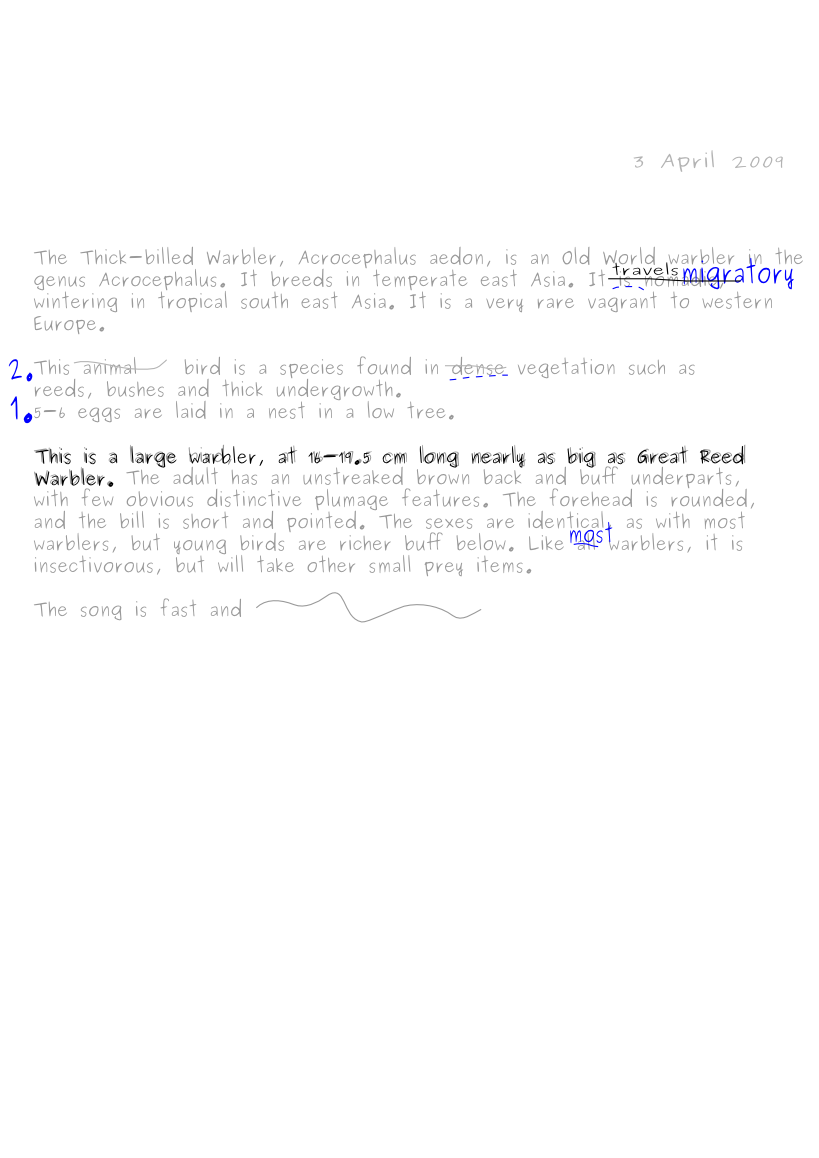 3 April 2009
The Thick-billed Warbler, Acrocephalus aedon, is an Old World warbler in the
genus Acrocephalus. It breeds in temperate east Asia. It is travels migratory
wintering in tropical south east Asia. It is a very rare vagrant to western
Europe.
2. This animal bird is a species found in dense vegetation such as
reeds, bushes and thick undergrowth.
1. 5-6 eggs are laid in a nest in a low tree.
This is a large warbler, at 16-19.5 cm long nearly as big as Great Reed
Warbler. The adult has an unstreaked brown back and buff underparts,
with few obvious distinctive plumage features. The forehead is rounded,
and the bill is short and pointed. The sexes are identical, as with most
warblers, but young birds are richer buff below. Like most warblers, it is
insectivorous, but will take other small prey items.
The song is fast and